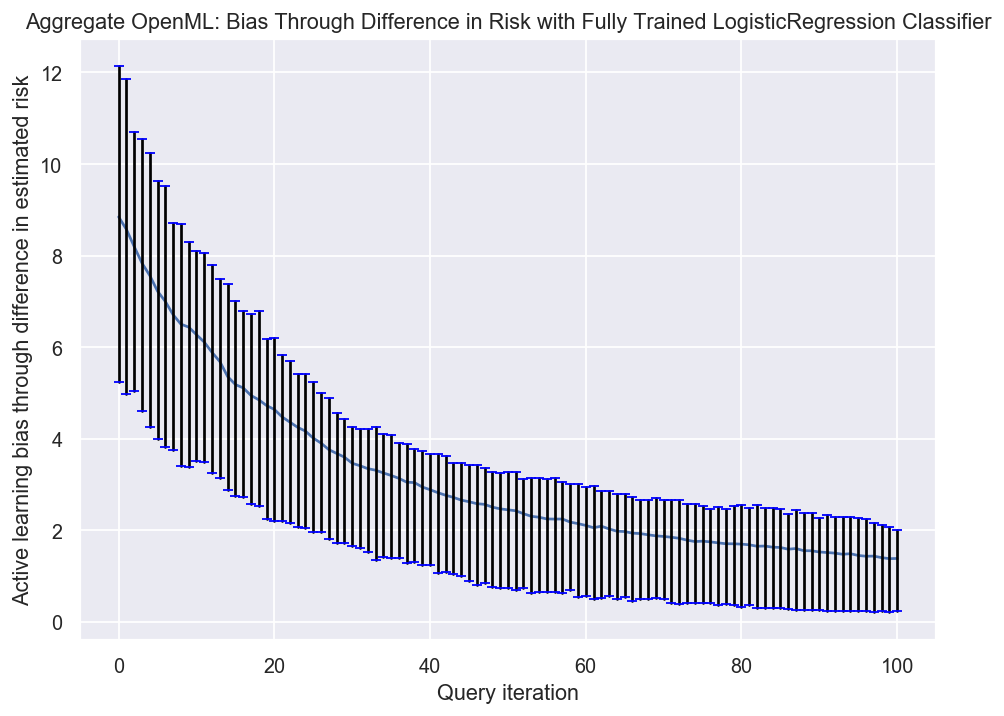 Aggregate OpenML: Bias Through Difference in Risk with Fully Trained LogisticRegression Classifier
Active learning bias through difference in estimated risk
12
10
8
6
4
2
0
0 20 40 60 80 100
Query iteration